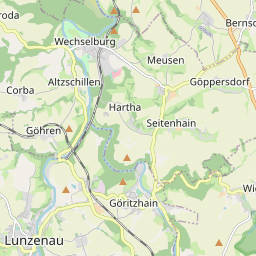 roda
Bernsd
Wechselburg
Meusen
Altzschillen
Göppersdorf
Corba
Hartha
Seitenhain
Göhren
Wie
Göritzhain
Lunzenau